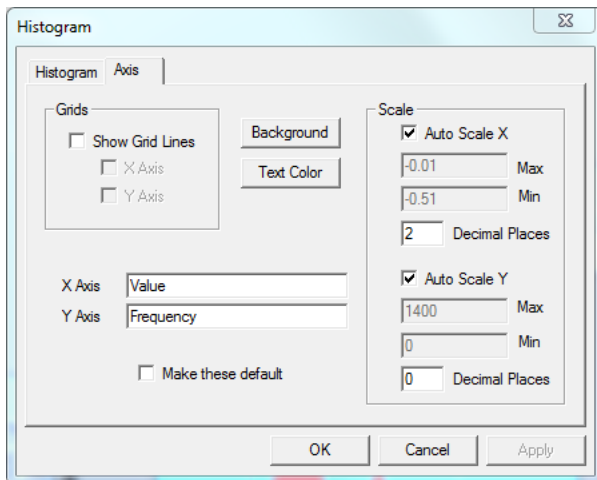 Histogram
Histogram Axis
Grids
Show Grid Lines
X Axis
Y Axis
Background
Text Color
Scale
Auto Scale X
-0.01 Max
-0.51 Min
2 Decimal Places
Auto Scale Y
1400 Max
0 Min
0 Decimal Places
X Axis Value
Y Axis Frequency
Make these default
OK Cancel Apply